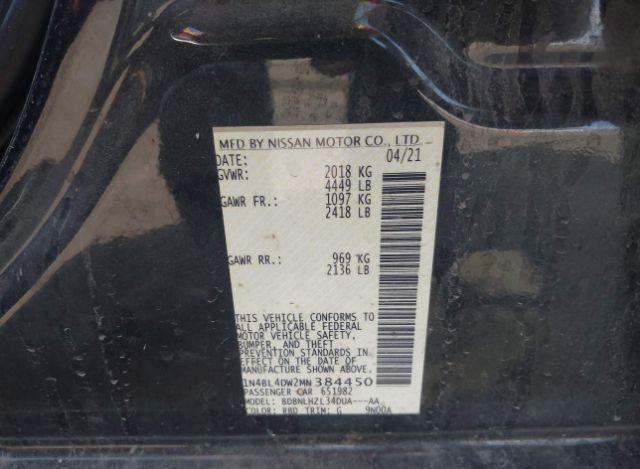 MFD BY NISSAN MOTOR CO., LTD
DATE: 04/21
GVWR: 2018 KG
4449 LB
GAWR FR.: 1097 KG
2418 LB
GAWR RR.: 969 KG
2136 LB
THIS VEHICLE CONFORMS TO
ALL APPLICABLE FEDERAL
MOTOR VEHICLE SAFETY,
BUMPER, AND THEFT
PREVENTION STANDARDS IN
EFFECT ON THE DATE OF
MANUFACTURE SHOWN ABOVE.
1N4BL4DW2MN384450
PASSENGER CAR 651982
MODEL: BDBNLHZL34DUA---AA
COLOR: RBD TRIM: G 9N00A